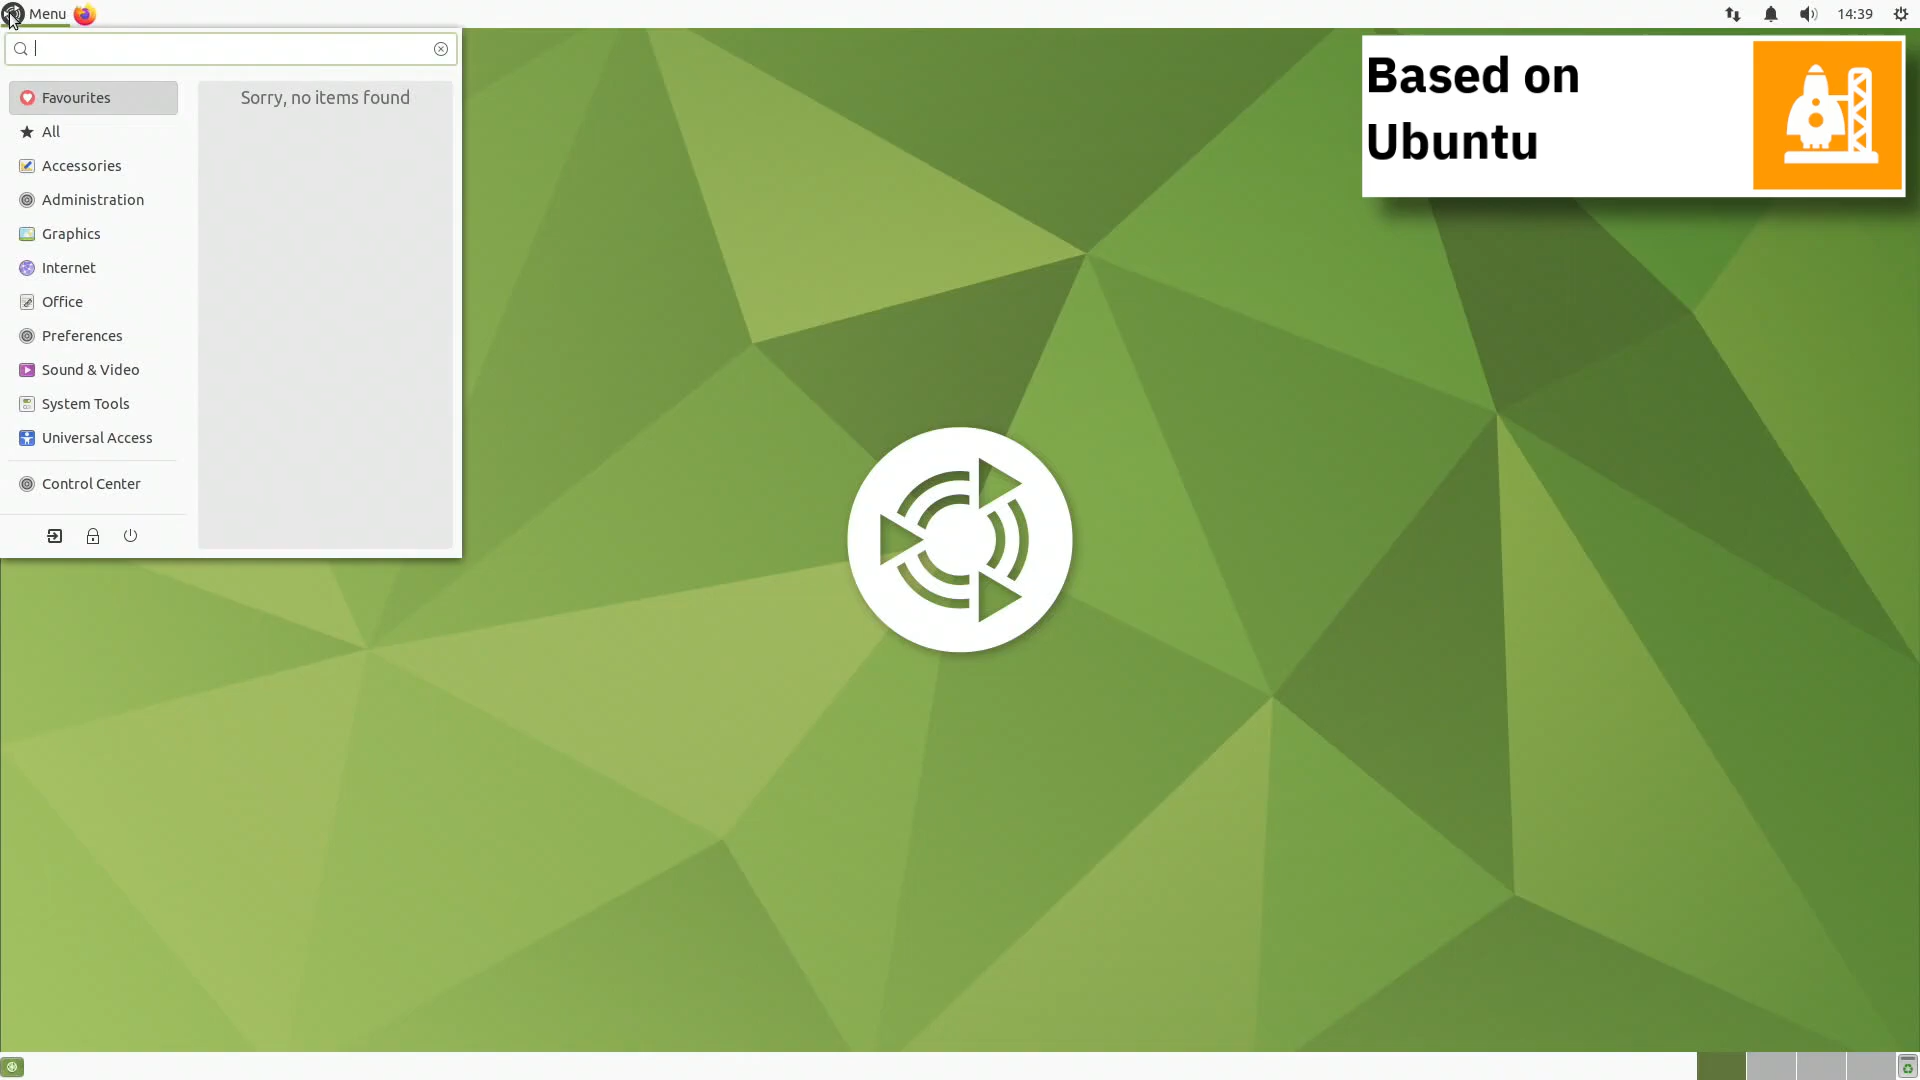 Menu
14:39
Based on
Ubuntu
Favourites
Sorry, no items found
All
Accessories
Administration
Graphics
Internet
Office
Preferences
Sound & Video
System Tools
Universal Access
Control Center